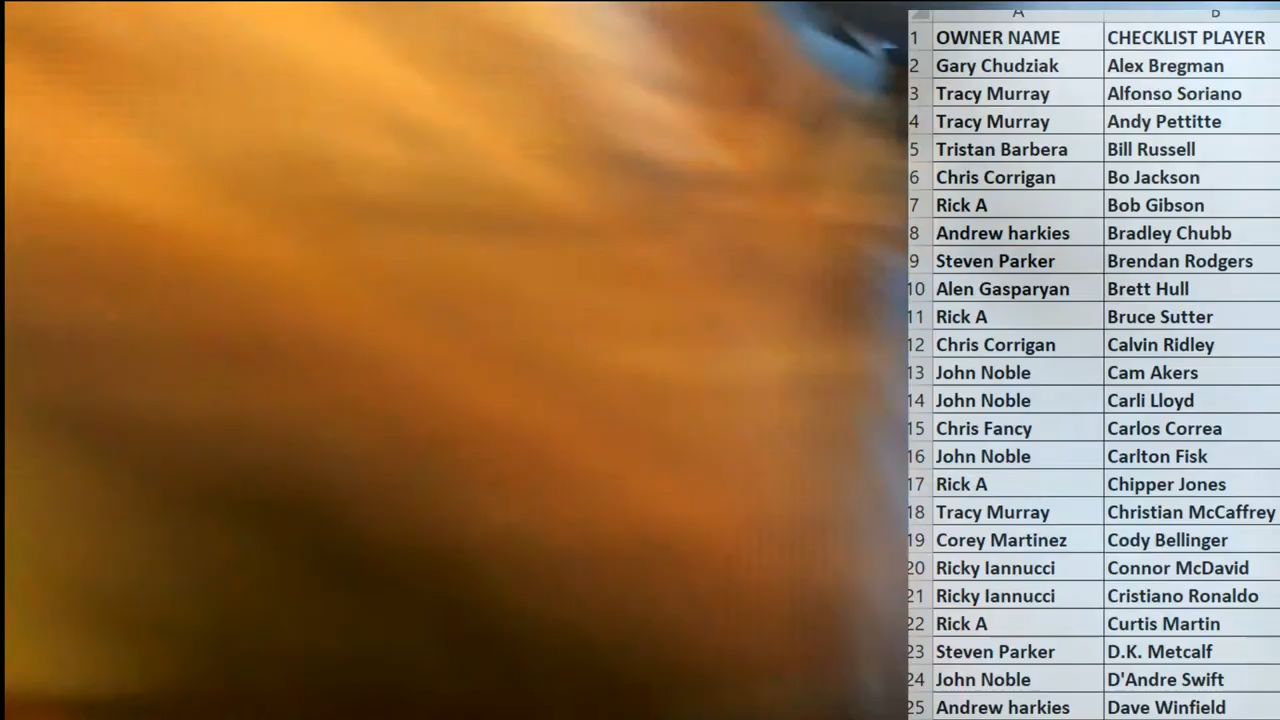 A B
1 OWNER NAME CHECKLIST PLAYER
2 Gary Chudziak Alex Bregman
3 Tracy Murray Alfonso Soriano
4 Tracy Murray Andy Pettitte
5 Tristan Barbera Bill Russell
6 Chris Corrigan Bo Jackson
7 Rick A Bob Gibson
8 Andrew harkies Bradley Chubb
9 Steven Parker Brendan Rodgers
10 Alen Gasparyan Brett Hull
11 Rick A Bruce Sutter
12 Chris Corrigan Calvin Ridley
13 John Noble Cam Akers
14 John Noble Carli Lloyd
15 Chris Fancy Carlos Correa
16 John Noble Carlton Fisk
17 Rick A Chipper Jones
18 Tracy Murray Christian McCaffrey
19 Corey Martinez Cody Bellinger
20 Ricky Iannucci Connor McDavid
21 Ricky Iannucci Cristiano Ronaldo
22 Rick A Curtis Martin
23 Steven Parker D.K. Metcalf
24 John Noble D'Andre Swift
25 Andrew harkies Dave Winfield